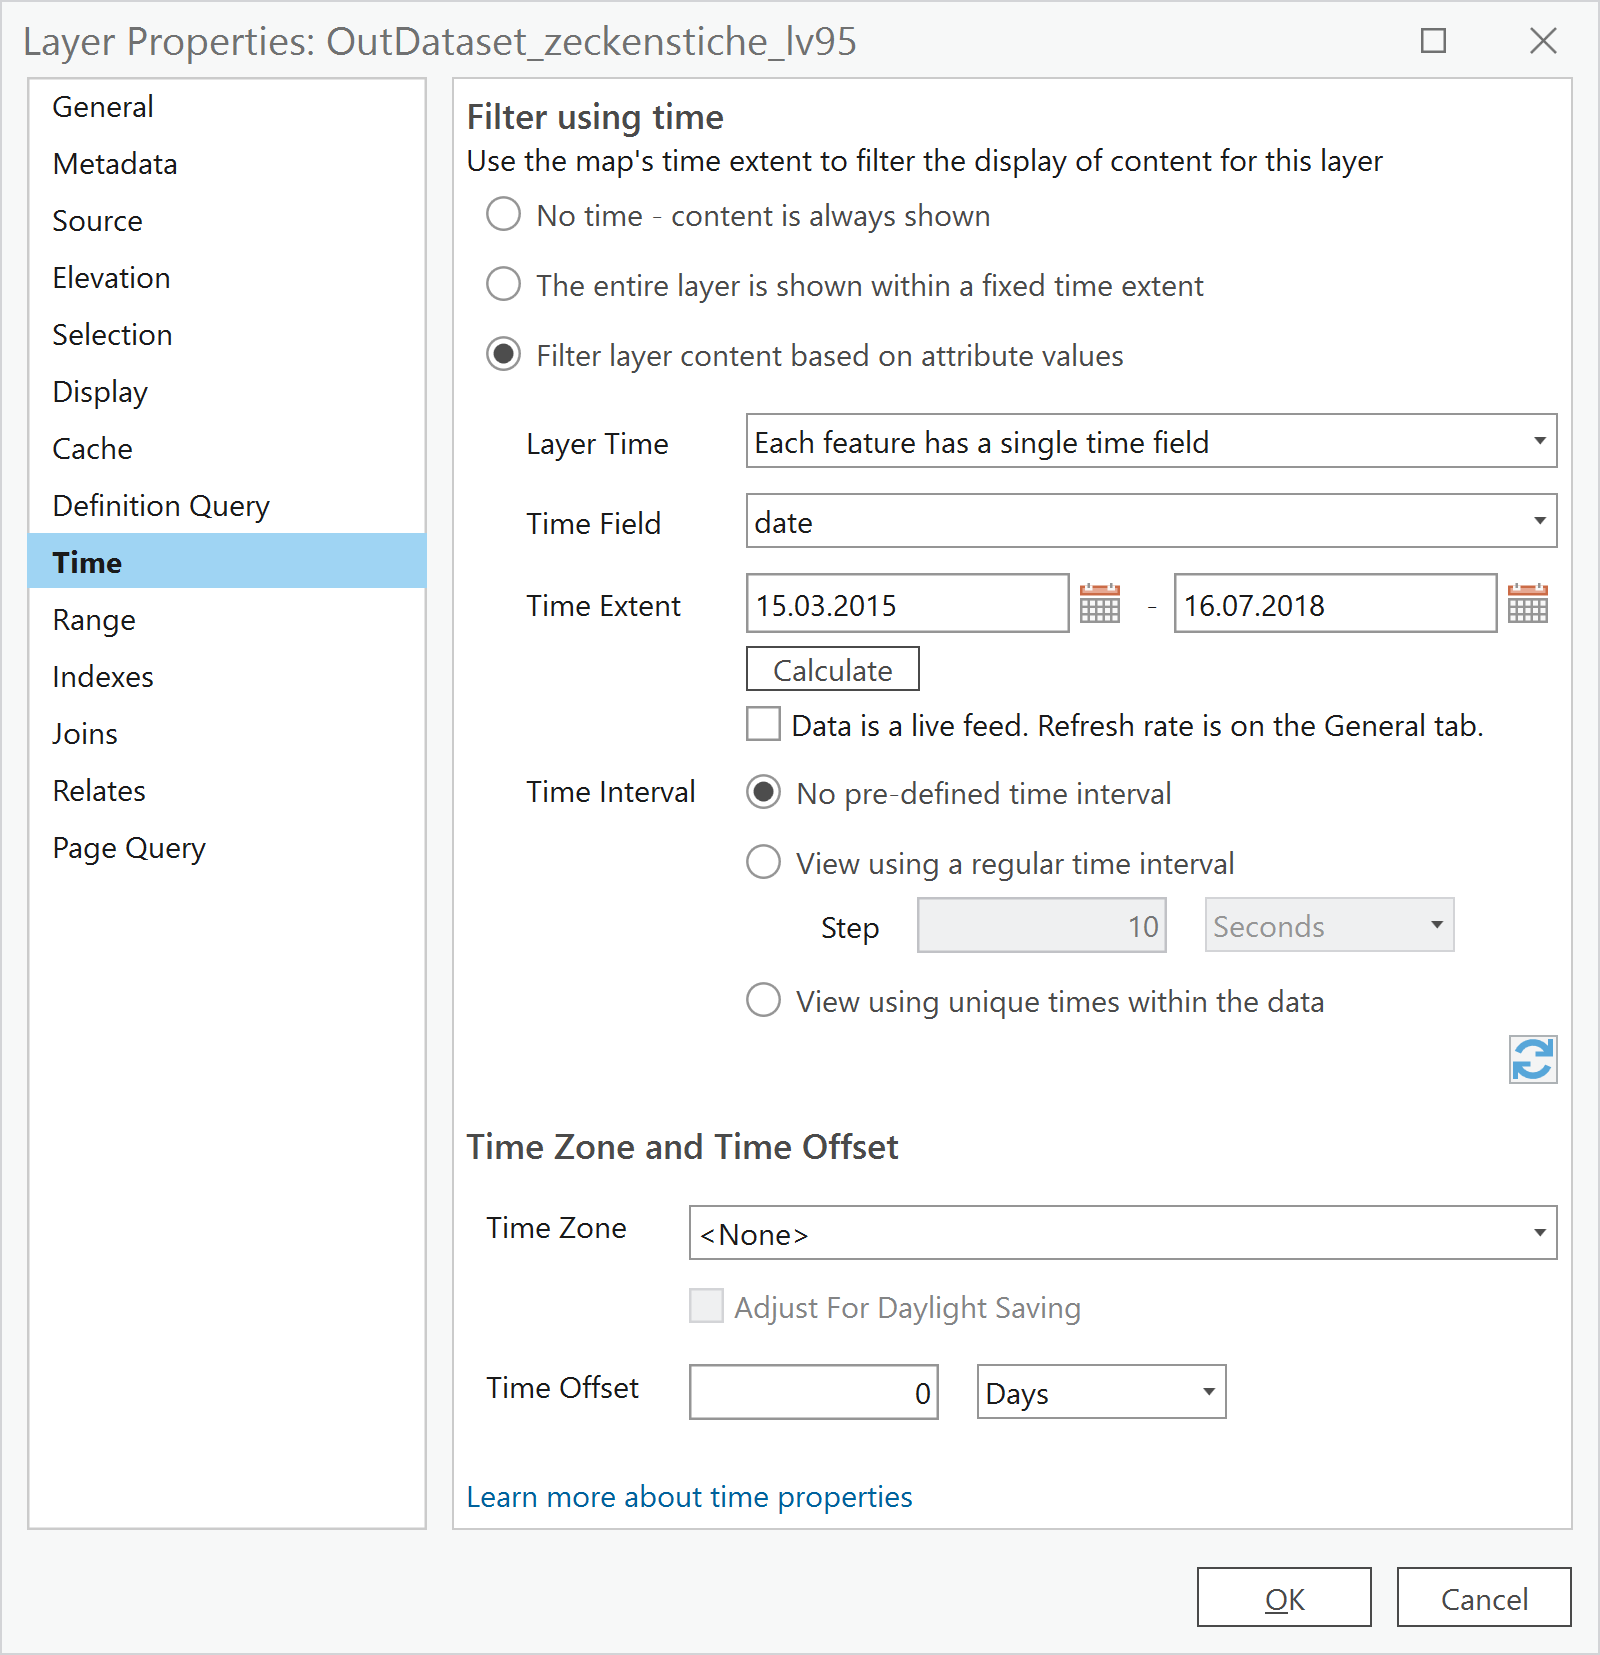 Layer Properties: OutDataset_zeckenstiche_lv95
General
Metadata
Source
Elevation
Selection
Display
Cache
Definition Query
Time
Range
Indexes
Joins
Relates
Page Query
Filter using time
Use the map's time extent to filter the display of content for this layer
No time - content is always shown
The entire layer is shown within a fixed time extent
Filter layer content based on attribute values
Layer Time Each feature has a single time field
Time Field date
Time Extent 15.03.2015 - 16.07.2018
Calculate
Data is a live feed. Refresh rate is on the General tab.
Time Interval No pre-defined time interval
View using a regular time interval
Step 10 Seconds
View using unique times within the data
Time Zone and Time Offset
Time Zone <None>
Adjust For Daylight Saving
Time Offset 0 Days
Learn more about time properties
OK Cancel